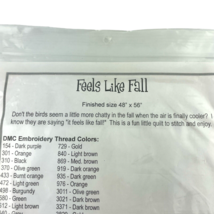 Feels Like Fall
Finished size 48" x 56"
Don't the birds seem a little more chatty in the fall when the air is finally cooler? I
know they are saying "it feels like fall!" This is a fun little quilt to stitch and enjoy
DMC Embroidery Thread Colors:
154 - Dark purple 729 - Gold
301 - Orange 840 - Light brown
310 - Black 869 - Med. brown
370 - Olive green 919 - Dark orange
433 - Burnt orange 935 - Dark green
472 - Light green 976 - Orange
498 - Burgundy 3011 - Olive green
580 - Green 3021 - Dark brown
612 - Light brown 3371 - Dark brown